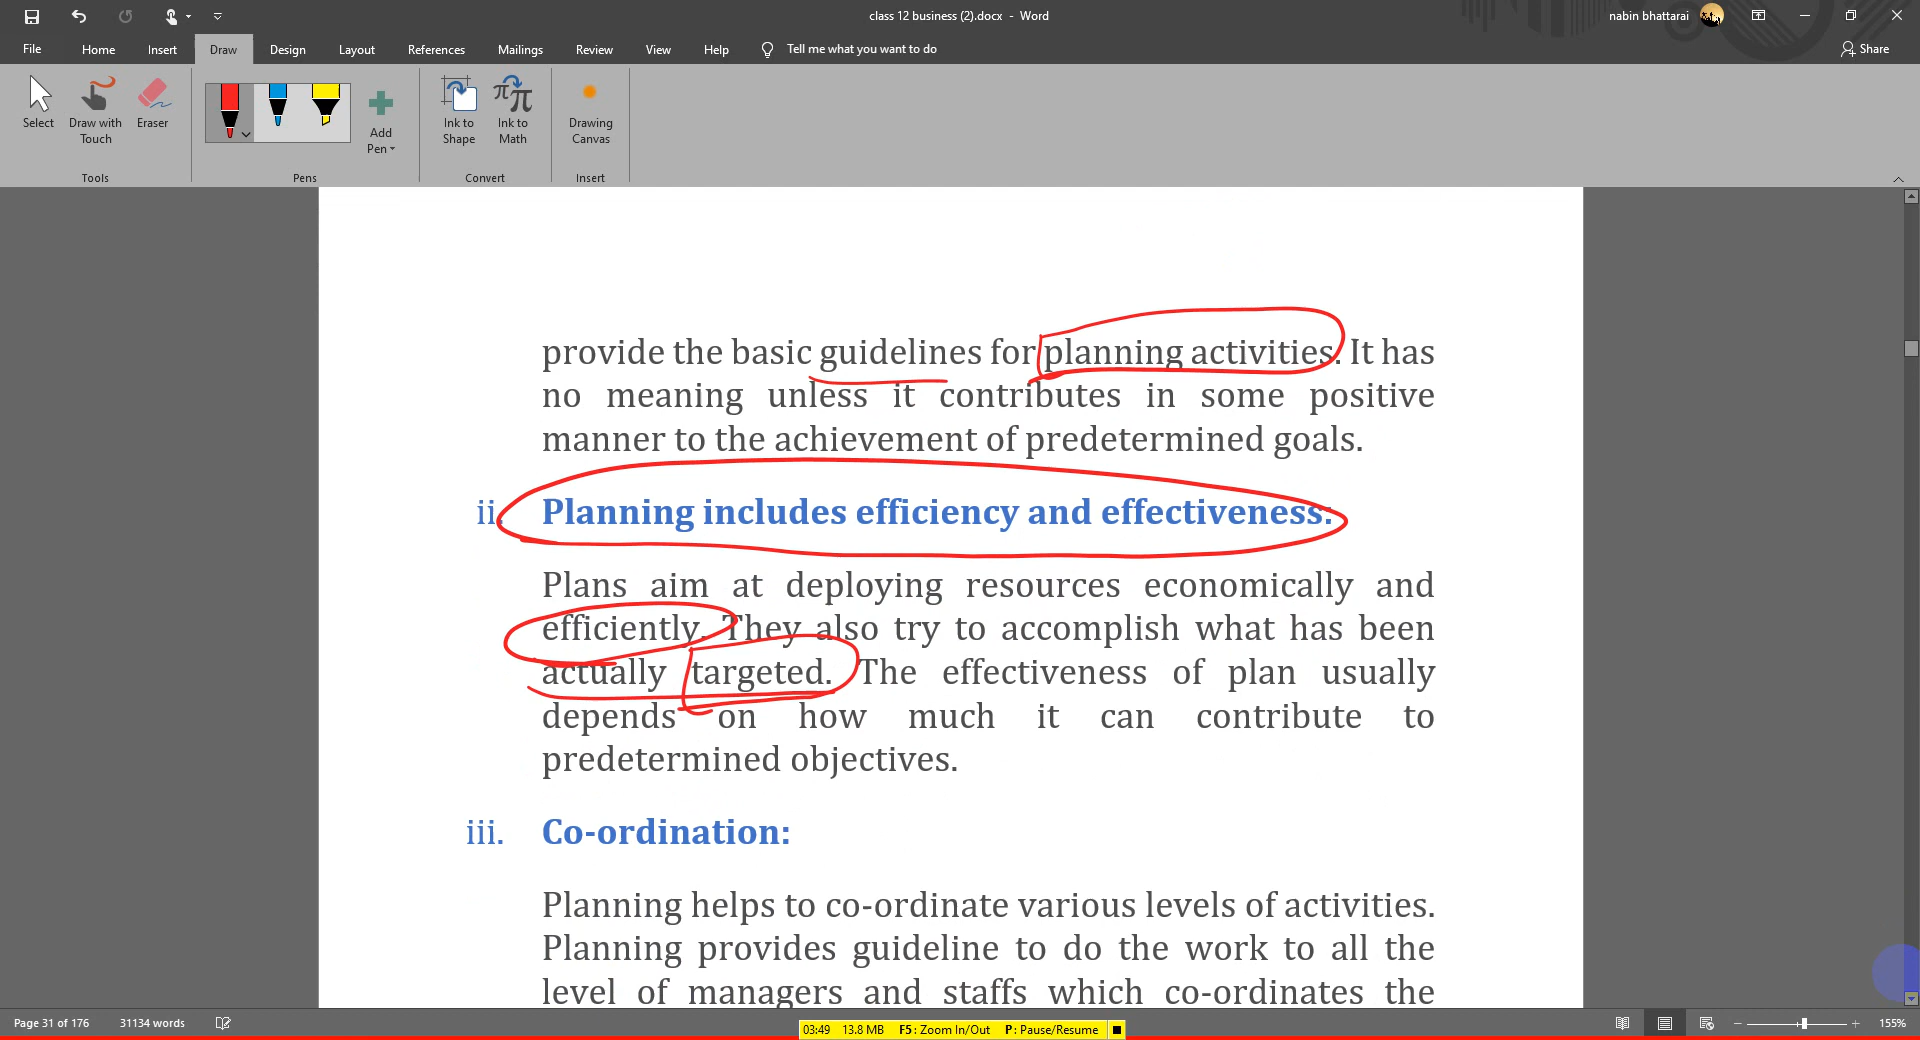 class 12 business (2).docx - Word
nabin bhattarai
File Home Insert Draw Design Layout References Mailings Review View Help Tell me what you want to do
Share
Select
Draw with Touch
Eraser
Add Pen
Ink to Shape
Ink to Math
Drawing Canvas
Tools Pens Convert Insert
provide the basic guidelines for planning activities. It has
no meaning unless it contributes in some positive
manner to the achievement of predetermined goals.
ii. Planning includes efficiency and effectiveness:
Plans aim at deploying resources economically and
efficiently. They also try to accomplish what has been
actually targeted. The effectiveness of plan usually
depends on how much it can contribute to
predetermined objectives.
iii. Co-ordination:
Planning helps to co-ordinate various levels of activities.
Planning provides guideline to do the work to all the
level of managers and staffs which co-ordinates the
Page 31 of 176 31134 words
03:49 13.8 MB F5: Zoom In/Out P: Pause/Resume
155%